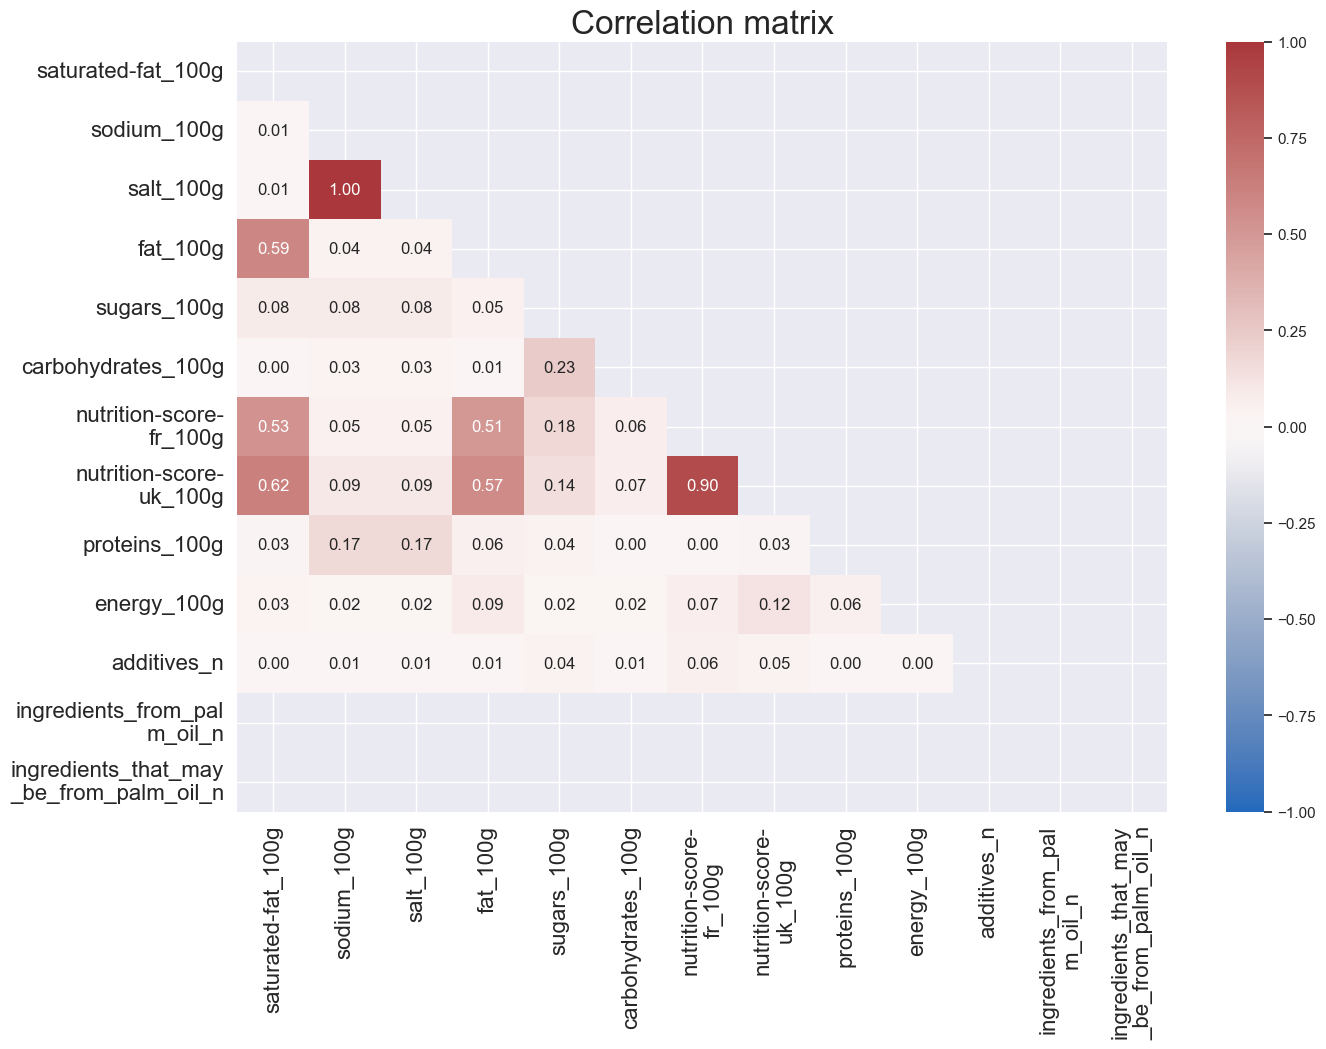 Correlation matrix
saturated-fat_100g
sodium_100g
0.01
salt_100g
0.01 1.00
fat_100g
0.59 0.04 0.04
sugars_100g
0.08 0.08 0.08 0.05
carbohydrates_100g
0.00 0.03 0.03 0.01 0.23
nutrition-score-
fr_100g
0.53 0.05 0.05 0.51 0.18 0.06
nutrition-score-
uk_100g
0.62 0.09 0.09 0.57 0.14 0.07 0.90
proteins_100g
0.03 0.17 0.17 0.06 0.04 0.00 0.00 0.03
energy_100g
0.03 0.02 0.02 0.09 0.02 0.02 0.07 0.12 0.06
additives_n
0.00 0.01 0.01 0.01 0.04 0.01 0.06 0.05 0.00 0.00
ingredients_from_pal
m_oil_n
ingredients_that_may
_be_from_palm_oil_n
saturated-fat_100g
sodium_100g
salt_100g
fat_100g
sugars_100g
carbohydrates_100g
nutrition-score-
fr_100g
nutrition-score-
uk_100g
proteins_100g
energy_100g
additives_n
ingredients_from_pal
m_oil_n
ingredients_that_may
_be_from_palm_oil_n
1.00
0.75
0.50
0.25
0.00
−0.25
−0.50
−0.75
−1.00